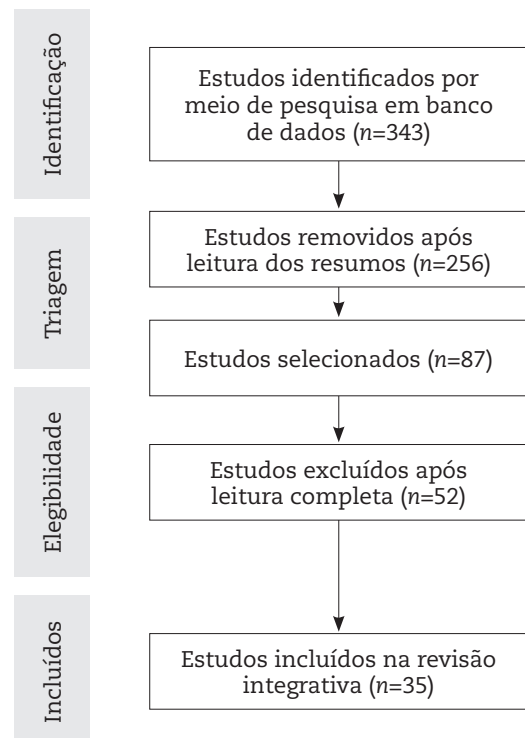 Identificação
Estudos identificados por
meio de pesquisa em banco
de dados (n=343)
Triagem
Estudos removidos após
leitura dos resumos (n=256)
Estudos selecionados (n=87)
Elegibilidade
Estudos excluídos após
leitura completa (n=52)
Incluídos
Estudos incluídos na revisão
integrativa (n=35)